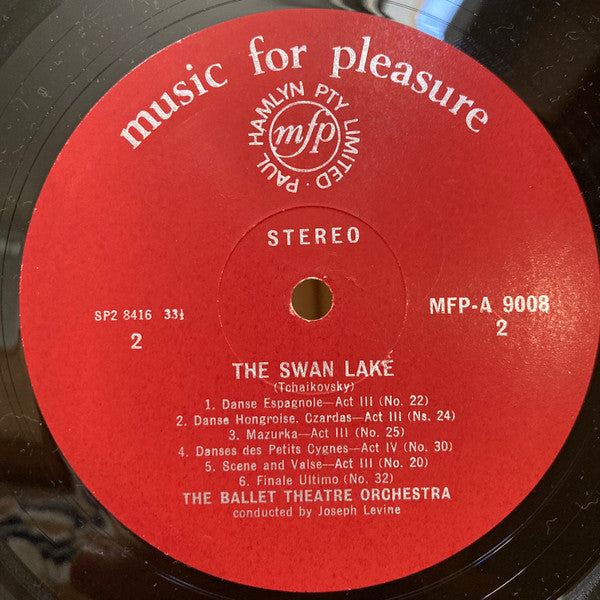 music for pleasure
PAUL HAMLYN PTY LIMITED ·
mfp
STEREO
SP2 8416 33½
2
MFP-A 9008
2
THE SWAN LAKE
(Tchaikovsky)
1. Danse Espagnole—Act III (No. 22)
2. Danse Hongroise. Czardas—Act III (Ns. 24)
3. Mazurka—Act III (No. 25)
4. Danses des Petits Cygnes—Act IV (No. 30)
5. Scene and Valse—Act III (No. 20)
6. Finale Ultimo (No. 32)
THE BALLET THEATRE ORCHESTRA
conducted by Joseph Levine